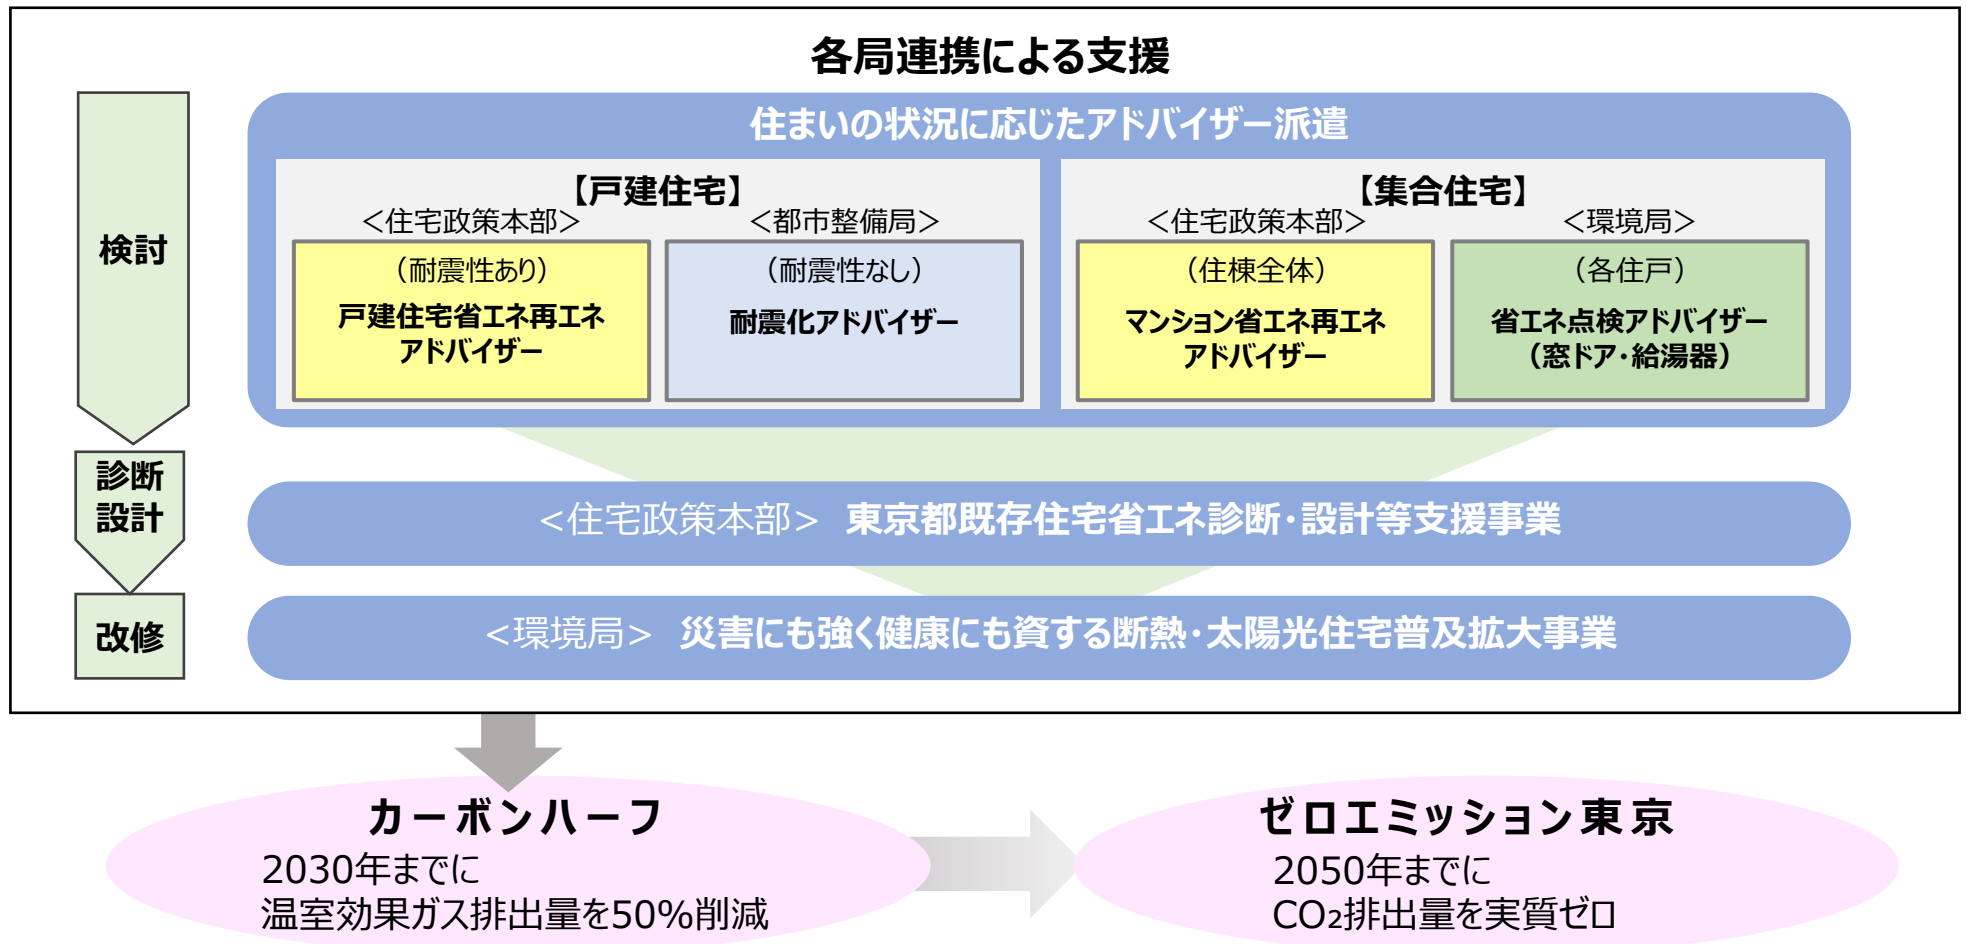 各局連携による支援
検討
住まいの状況に応じたアドバイザー派遣
【戸建住宅】
<住宅政策本部>
(耐震性あり)
戸建住宅省エネ再エネ
アドバイザー
<都市整備局>
(耐震性なし)
耐震化アドバイザー
【集合住宅】
<住宅政策本部>
(住棟全体)
マンション省エネ再エネ
アドバイザー
<環境局>
(各住戸)
省エネ点検アドバイザー
(窓ドア・給湯器)
診断
設計
<住宅政策本部> 東京都既存住宅省エネ診断・設計等支援事業
改修
<環境局> 災害にも強く健康にも資する断熱・太陽光住宅普及拡大事業
カーボンハーフ
2030年までに
温室効果ガス排出量を50%削減
ゼロエミッション東京
2050年までに
CO₂排出量を実質ゼロ